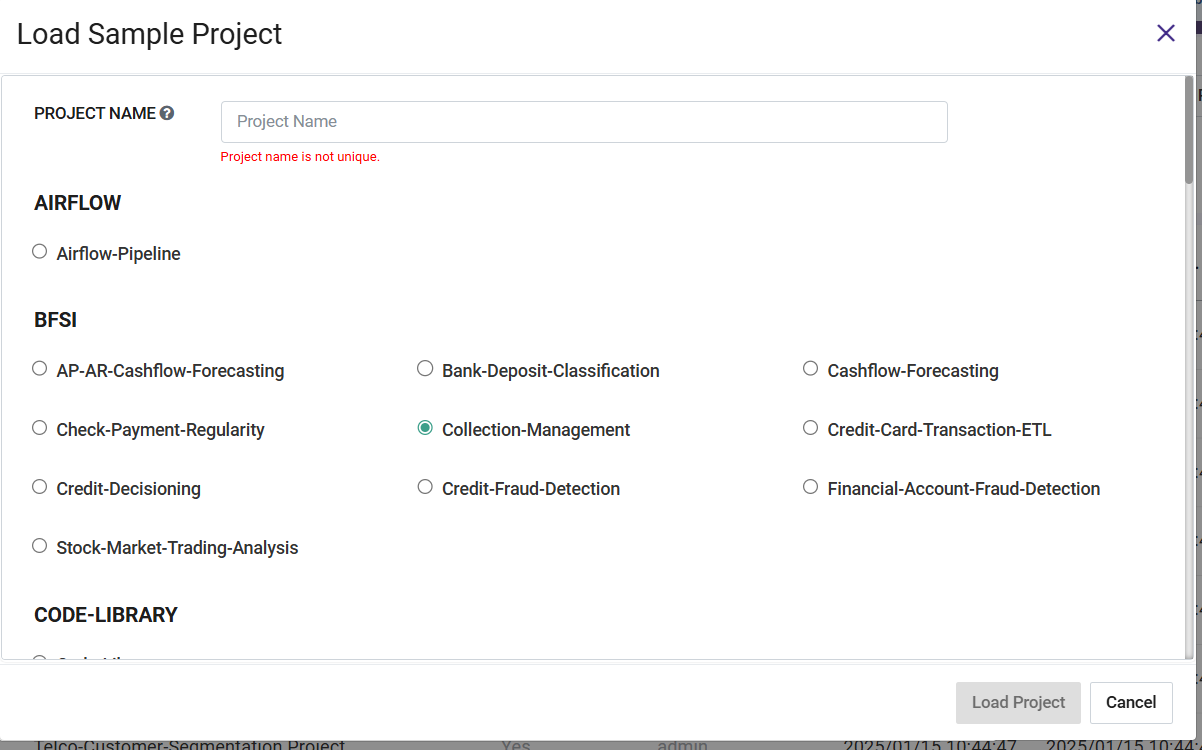 Load Sample Project
PROJECT NAME
Project Name
Project name is not unique.
AIRFLOW
Airflow-Pipeline
BFSI
AP-AR-Cashflow-Forecasting Bank-Deposit-Classification Cashflow-Forecasting
Check-Payment-Regularity Collection-Management Credit-Card-Transaction-ETL
Credit-Decisioning Credit-Fraud-Detection Financial-Account-Fraud-Detection
Stock-Market-Trading-Analysis
CODE-LIBRARY
Load Project Cancel
Telco-Customer-Segmentation Project Yes admin 2025/01/15 10:44:47 2025/01/15 10:44: